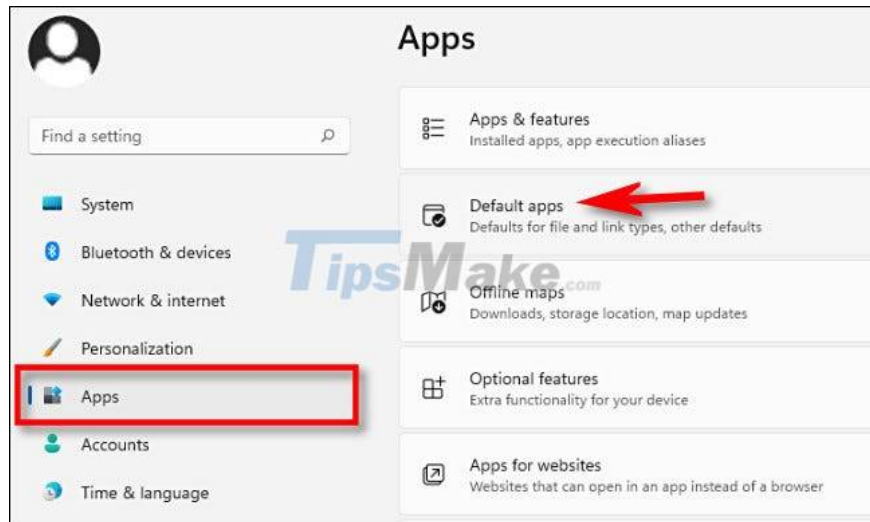 Apps
Find a setting
System
Bluetooth & devices
Network & internet
Personalization
Apps
Accounts
Time & language
Apps & features
Installed apps, app execution aliases
Default apps
Defaults for file and link types, other defaults
TipsMake.com
Offline maps
Downloads, storage location, map updates
Optional features
Extra functionality for your device
Apps for websites
Websites that can open in an app instead of a browser